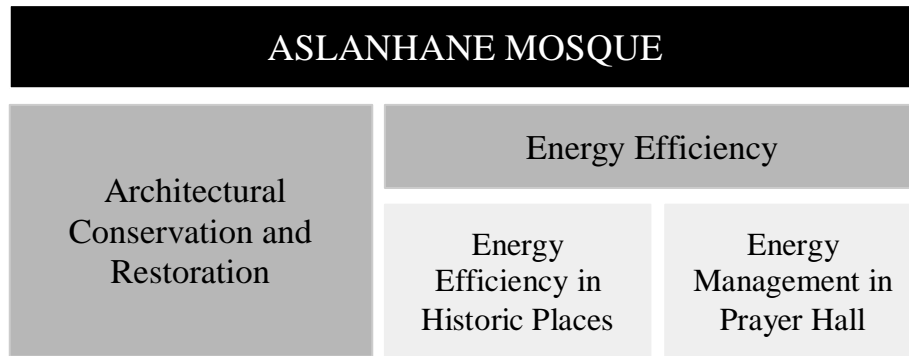 ASLANHANE MOSQUE
Architectural
Conservation and
Restoration
Energy Efficiency
Energy
Efficiency in
Historic Places
Energy
Management in
Prayer Hall